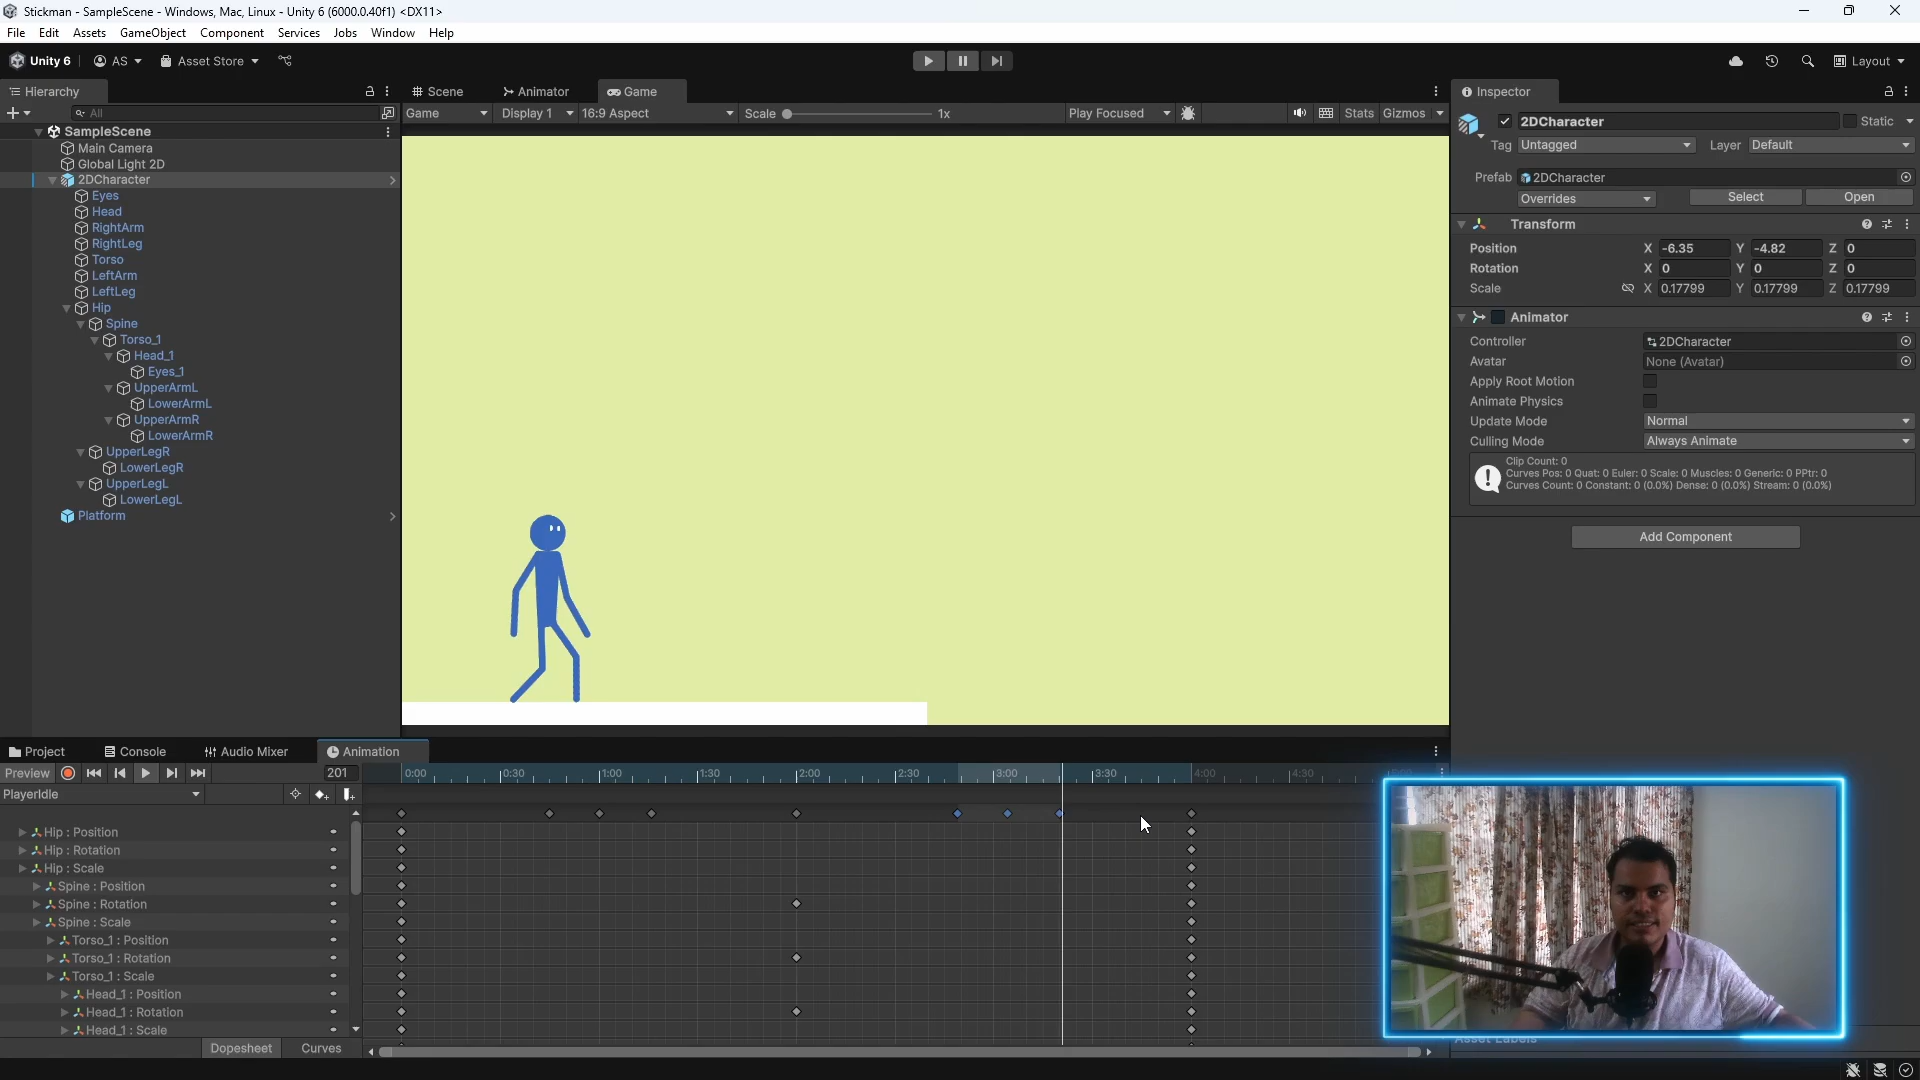 Stickman - SampleScene - Windows, Mac, Linux - Unity 6 (6000.0.40f1) <DX11>
File Edit Assets GameObject Component Services Jobs Window Help
Unity 6 AS Asset Store Layout
Hierarchy Scene Animator Game Inspector
All Game Display 1 16:9 Aspect Scale 1x Play Focused Stats Gizmos
2DCharacter Static
Tag Untagged Layer Default
Prefab 2DCharacter
Overrides Select Open
Transform
Position X -6.35 Y -4.82 Z 0
Rotation X 0 Y 0 Z 0
Scale X 0.17799 Y 0.17799 Z 0.17799
Animator
Controller 2DCharacter
Avatar None (Avatar)
Apply Root Motion
Animate Physics
Update Mode Normal
Culling Mode Always Animate
Clip Count: 0
Curves Pos: 0 Quat: 0 Euler: 0 Scale: 0 Muscles: 0 Generic: 0 PPtr: 0
Curves Count: 0 Constant: 0 (0.0%) Dense: 0 (0.0%) Stream: 0 (0.0%)
Add Component
SampleScene
Main Camera
Global Light 2D
2DCharacter
Eyes
Head
RightArm
RightLeg
Torso
LeftArm
LeftLeg
Hip
Spine
Torso_1
Head_1
Eyes_1
UpperArmL
LowerArmL
UpperArmR
LowerArmR
UpperLegR
LowerLegR
UpperLegL
LowerLegL
Platform
Project Console Audio Mixer Animation
Preview 201 0:00 0:30 1:00 1:30 2:00 2:30 3:00 3:30 4:00 4:30
PlayerIdle
Hip : Position
Hip : Rotation
Hip : Scale
Spine : Position
Spine : Rotation
Spine : Scale
Torso_1 : Position
Torso_1 : Rotation
Torso_1 : Scale
Head_1 : Position
Head_1 : Rotation
Head_1 : Scale
Dopesheet Curves
Asset Labels